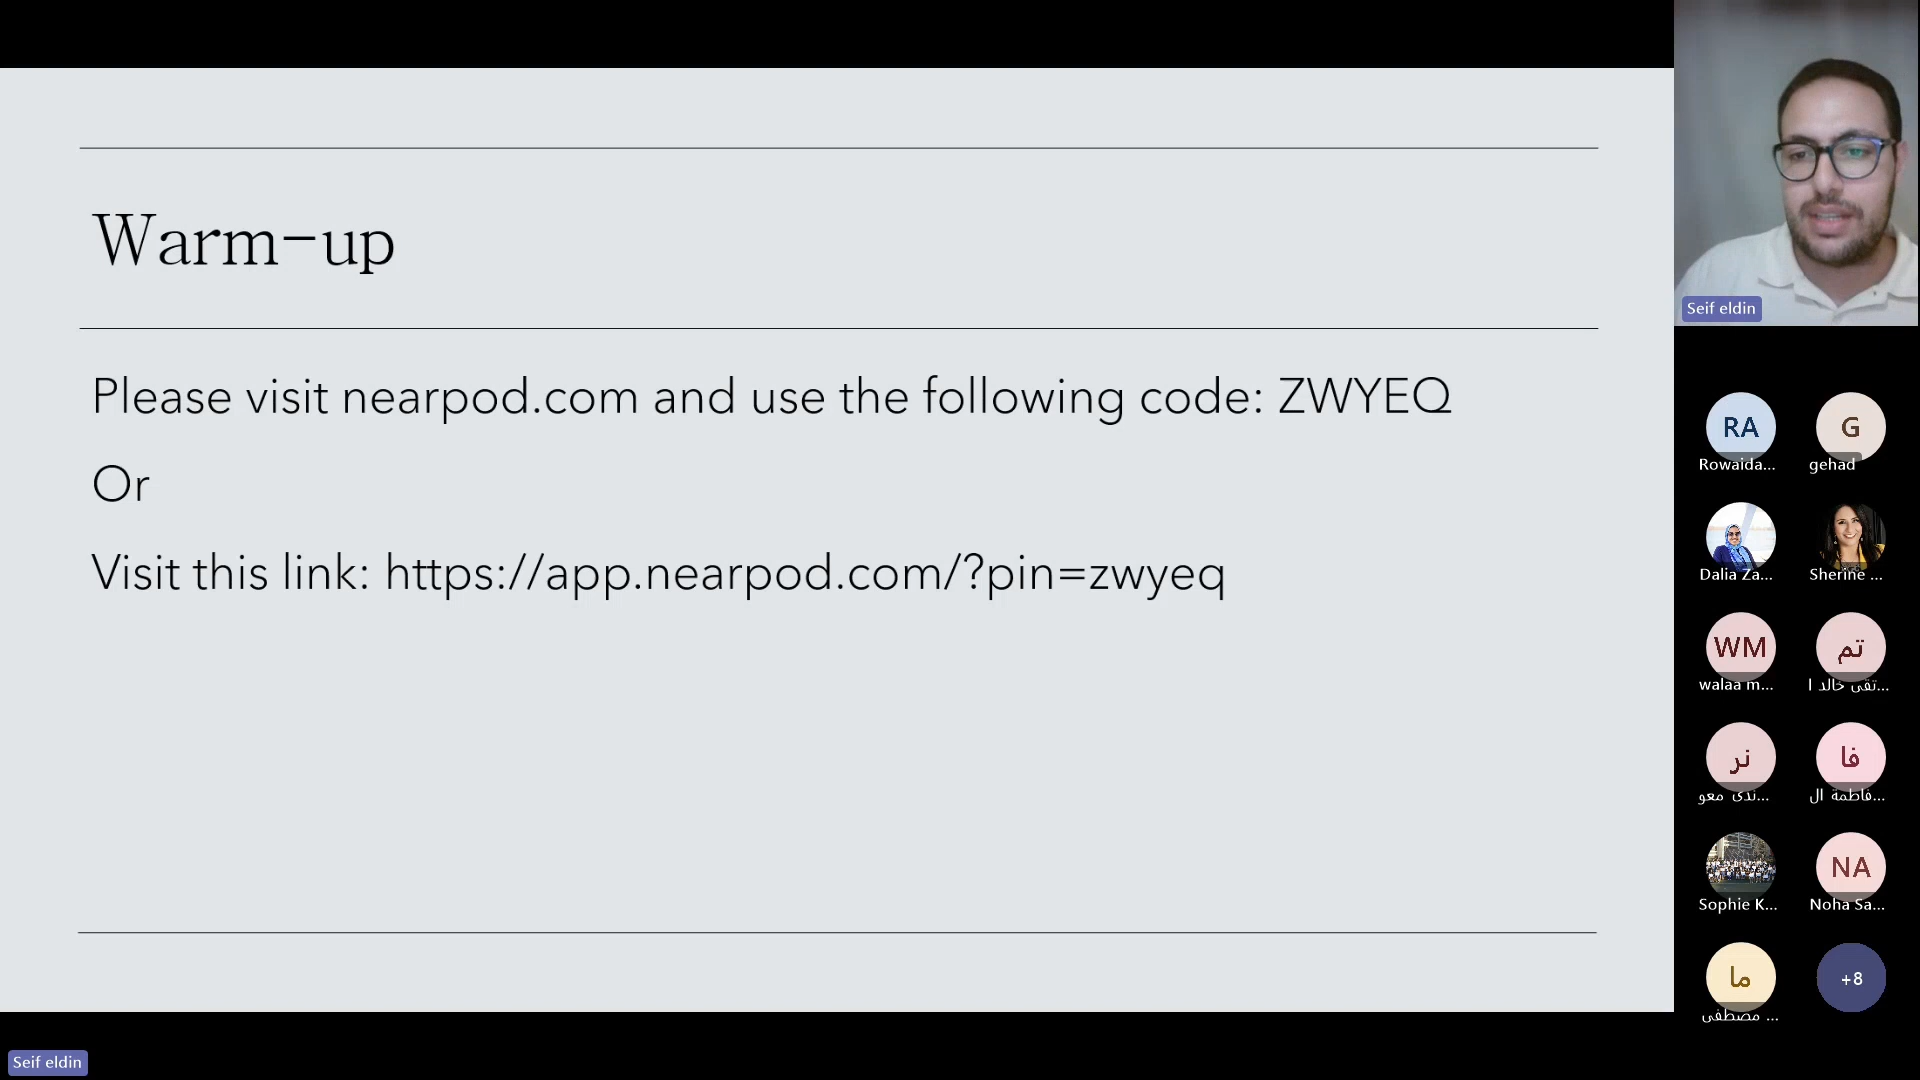 Warm-up
Please visit nearpod.com and use the following code: ZWYEQ
Or
Visit this link: https://app.nearpod.com/?pin=zwyeq
Seif eldin
RA
G
Rowaida...
gehad
Dalia Za...
Sherine ...
WM
تم
walaa m...
تقى خالد ا...
نر
فا
ندى معو...
فاطمة ال...
NA
Sophie K...
Noha Sa...
ما
+8
مصطفى ...
Seif eldin